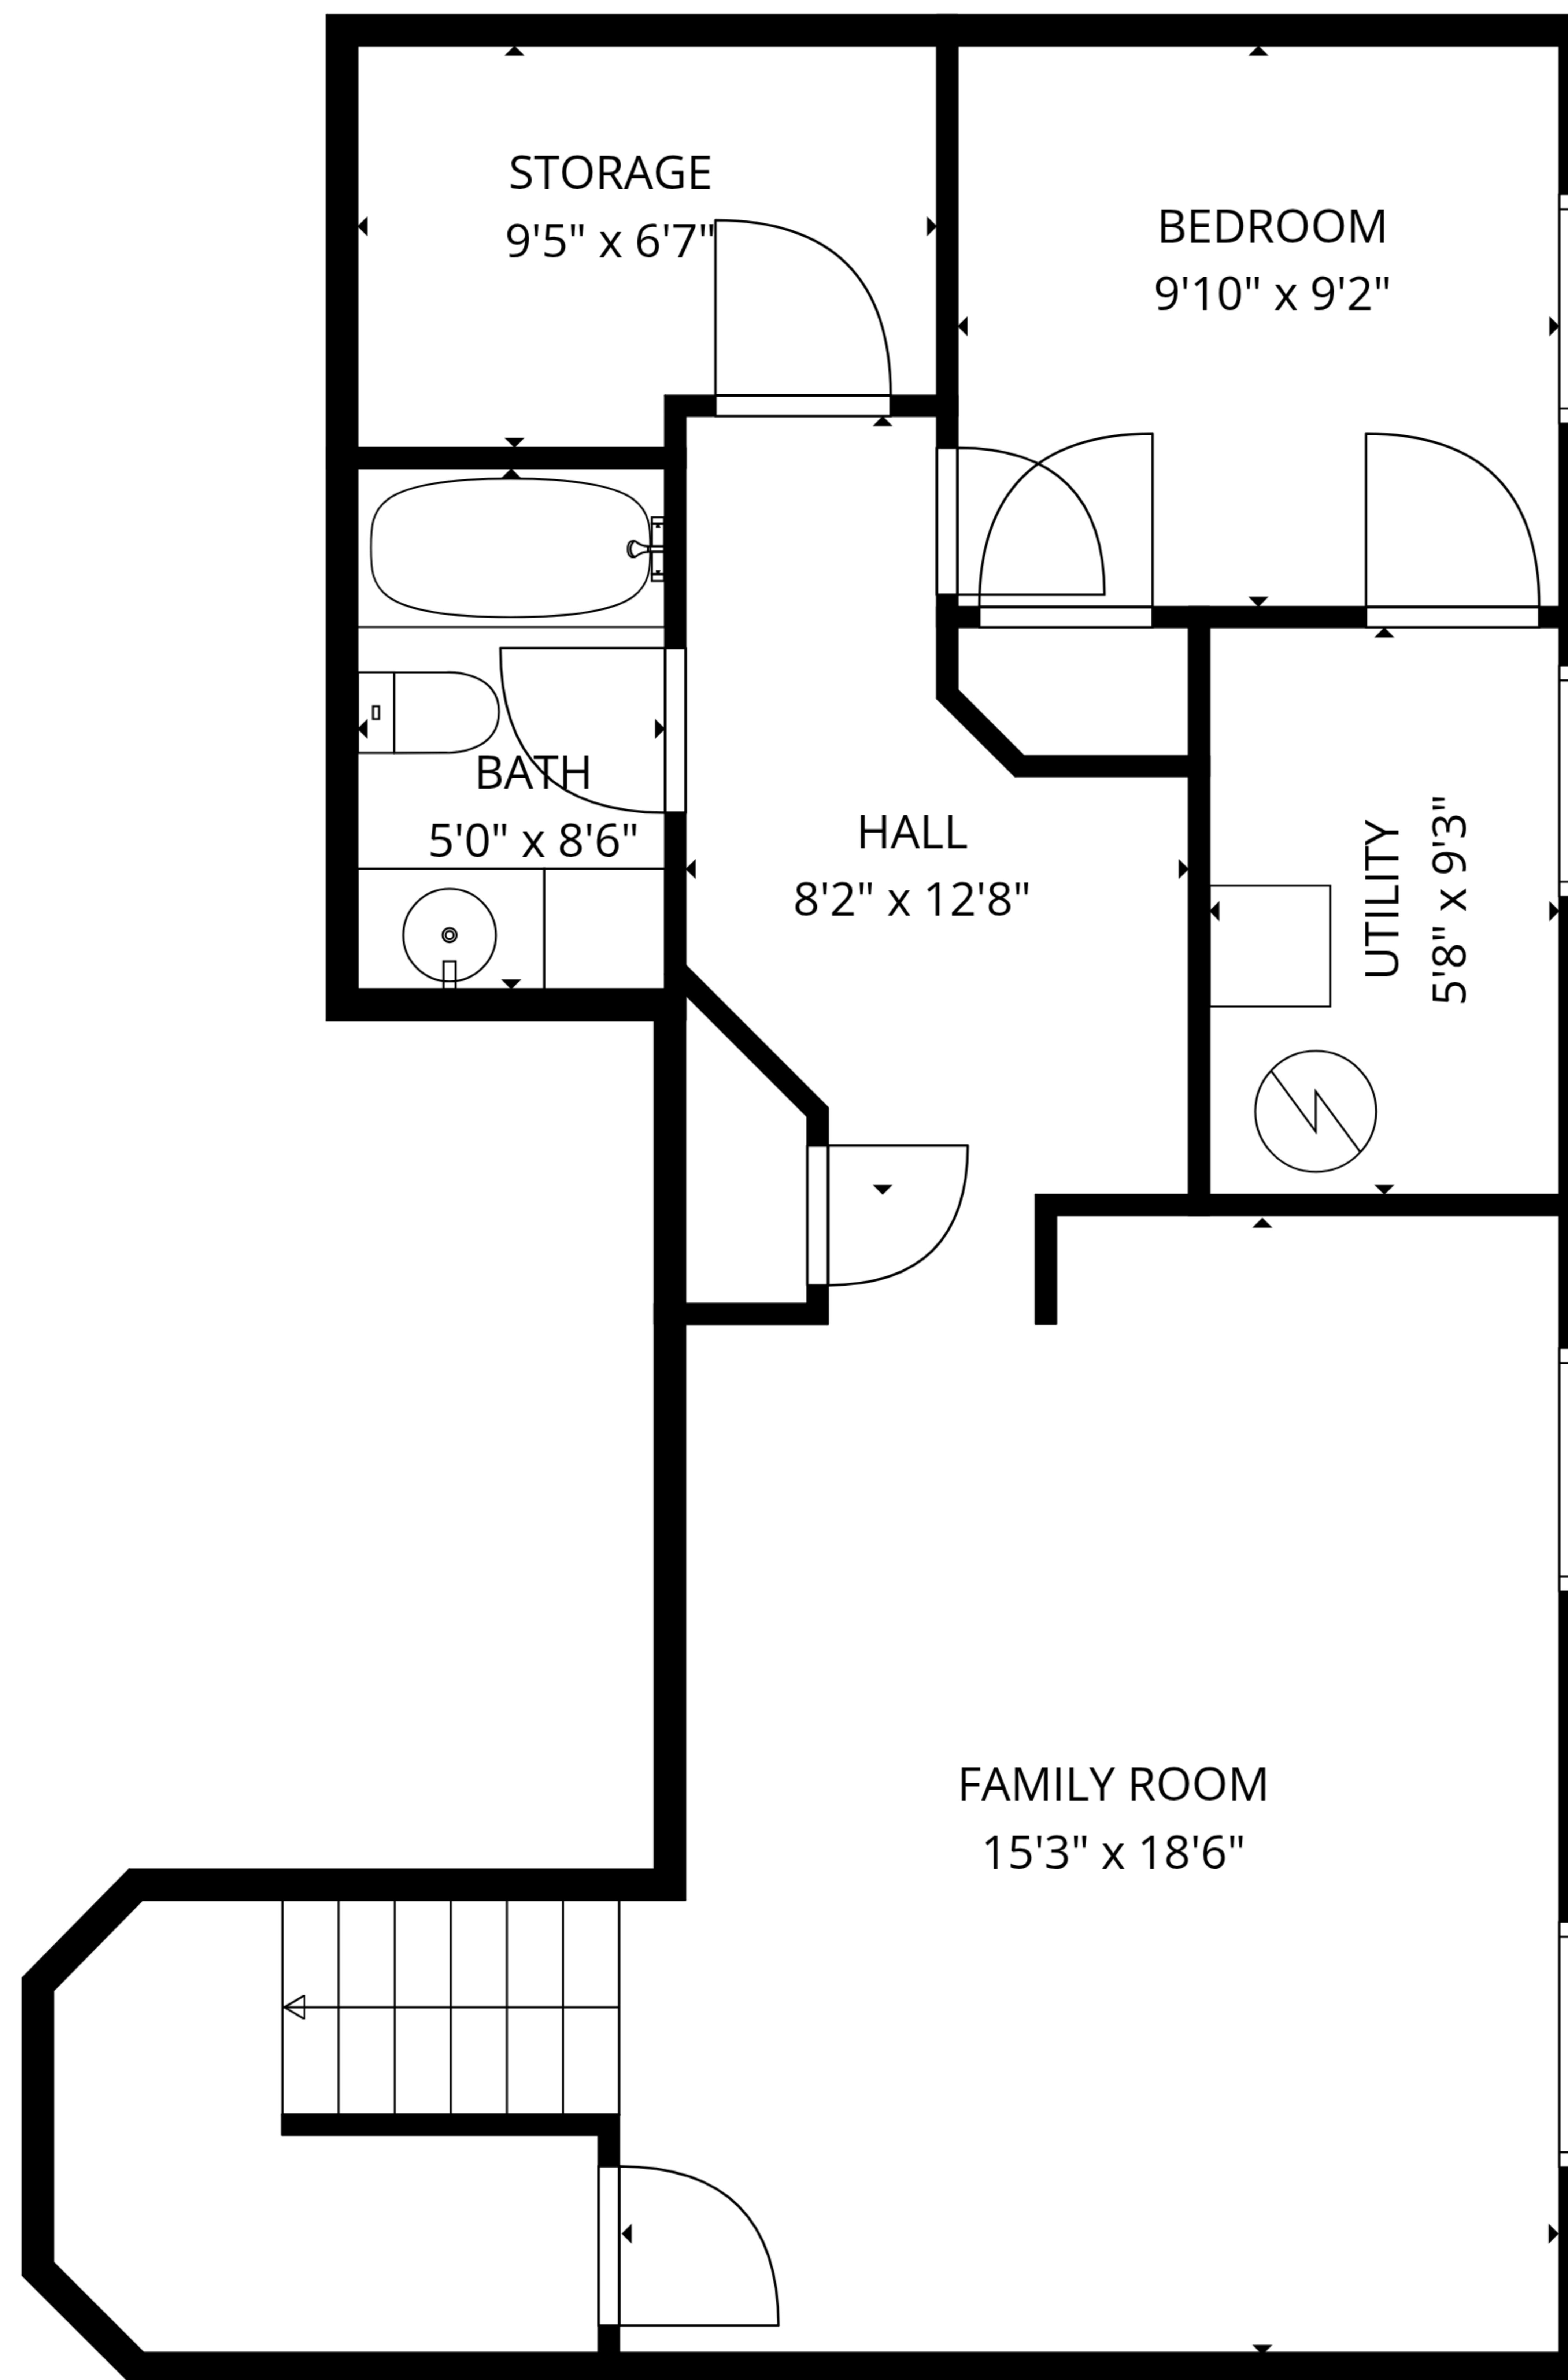 STORAGE
9'5" x 6'7"
BEDROOM
9'10" x 9'2"
BATH
5'0" x 8'6"
HALL
8'2" x 12'8"
UTILITY
5'8" x 9'3"
FAMILY ROOM
15'3" x 18'6"